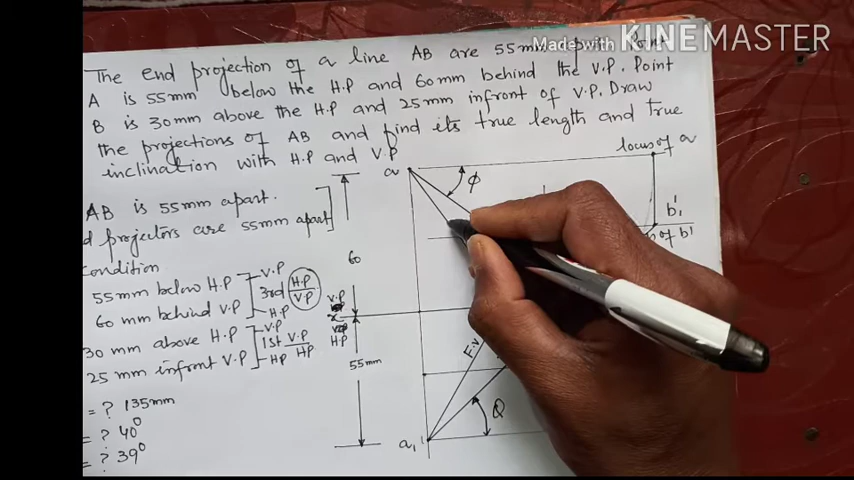 Made with KINEMASTER
The end projection of a line AB are 55mm
A is 55mm below the H.P and 60mm behind the V.P. Point
B is 30mm above the H.P and 25mm infront of V.P. Draw
the projections of AB and find its true length and true
inclination with H.P and V.P
locus of a
a
φ
AB is 55mm apart.
d projectors are 55mm apart
b'₁
of b'
Condition
60
55mm below H.P
V.P
3rd H.P
V.P
60 mm behind V.P
H.P
30 mm above H.P
V.P
1st V.P
HP
25 mm infront V.P
HP
V.P
x
H.P
F.V
55mm
= ? 135mm
= ? 40°
= ? 39°
a₁'